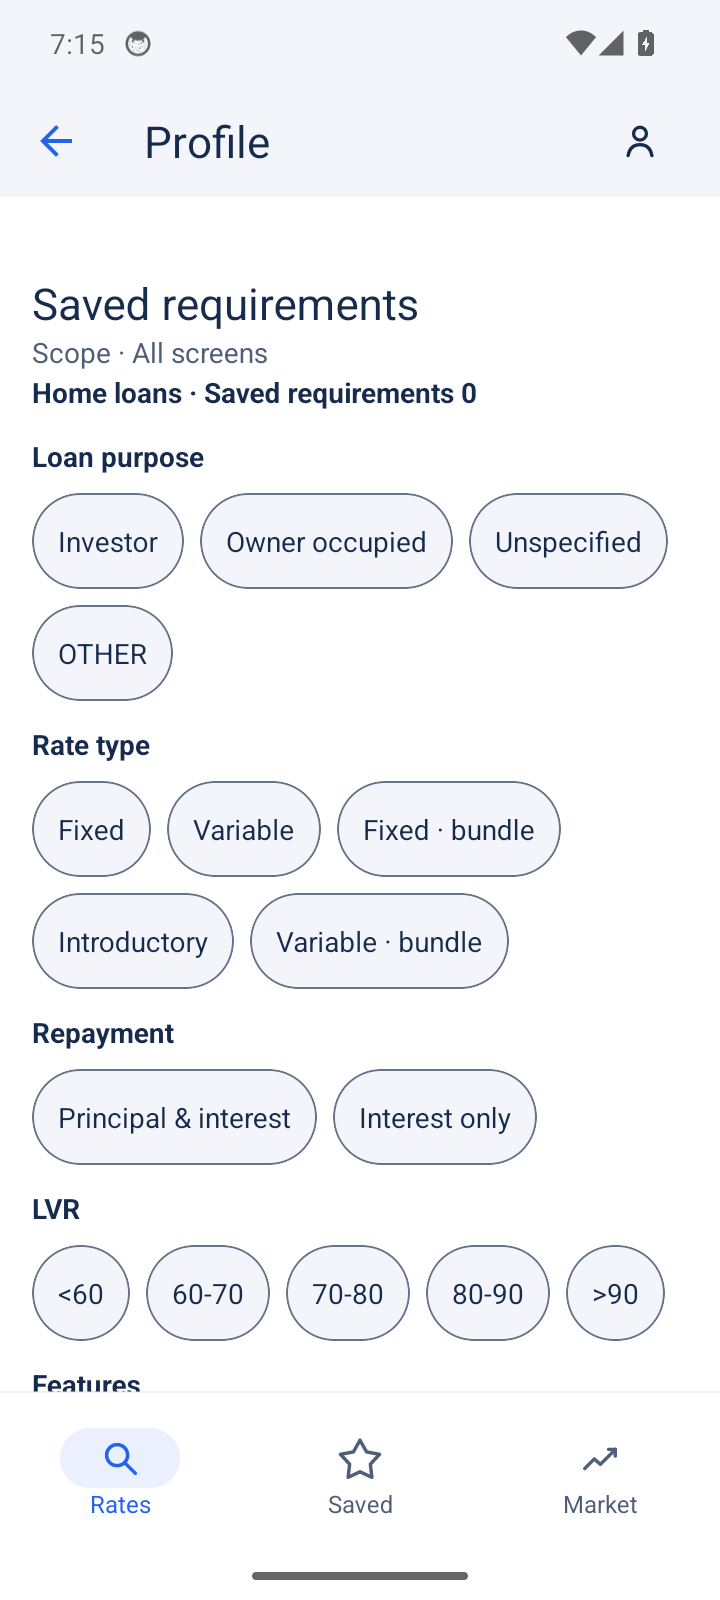 7:15
Profile
Saved requirements
Scope · All screens
Home loans · Saved requirements 0
Loan purpose
Investor Owner occupied Unspecified
OTHER
Rate type
Fixed Variable Fixed · bundle
Introductory Variable · bundle
Repayment
Principal & interest Interest only
LVR
<60 60-70 70-80 80-90 >90
Features
Rates Saved Market